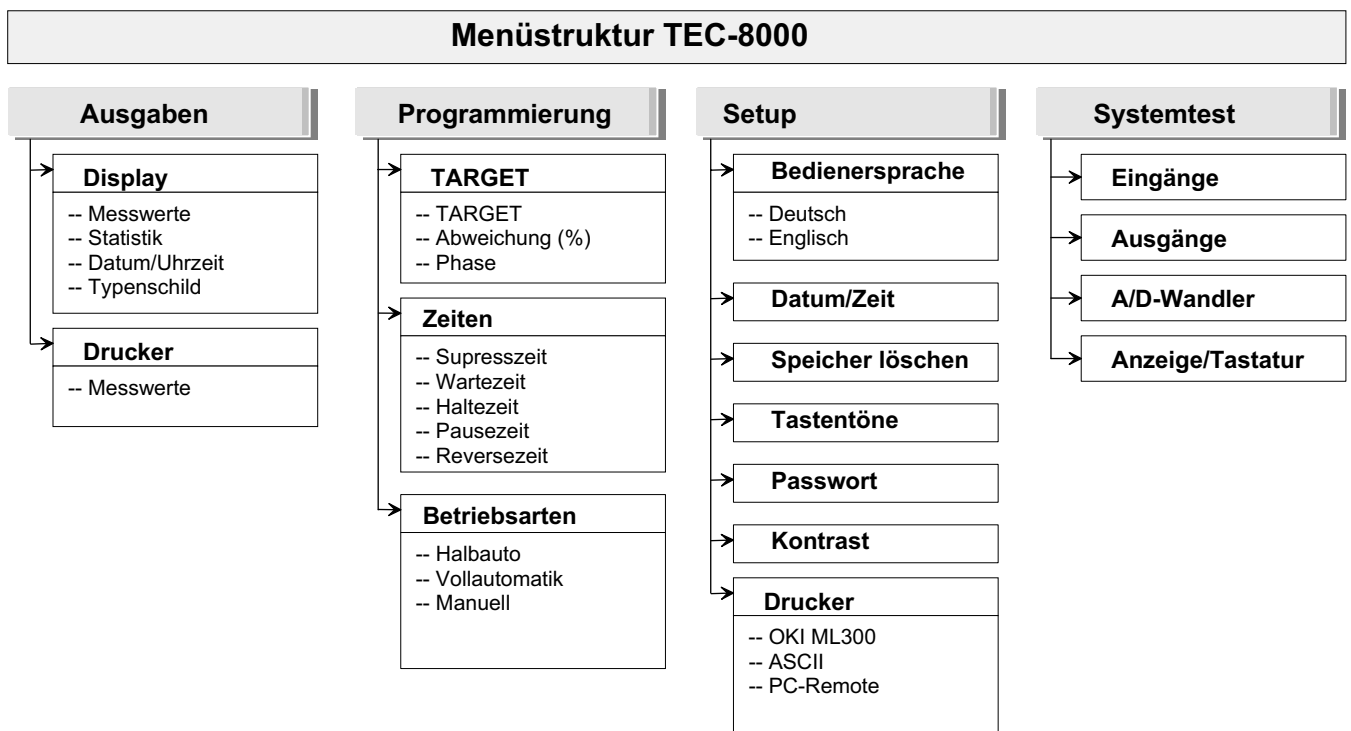 Menüstruktur TEC-8000
Ausgaben
Display
-- Messwerte
-- Statistik
-- Datum/Uhrzeit
-- Typenschild
Drucker
-- Messwerte
Programmierung
TARGET
-- TARGET
-- Abweichung (%)
-- Phase
Zeiten
-- Supresszeit
-- Wartezeit
-- Haltezeit
-- Pausezeit
-- Reversezeit
Betriebsarten
-- Halbauto
-- Vollautomatik
-- Manuell
Setup
Bedienersprache
-- Deutsch
-- Englisch
Datum/Zeit
Speicher löschen
Tastentöne
Passwort
Kontrast
Drucker
-- OKI ML300
-- ASCII
-- PC-Remote
Systemtest
Eingänge
Ausgänge
A/D-Wandler
Anzeige/Tastatur